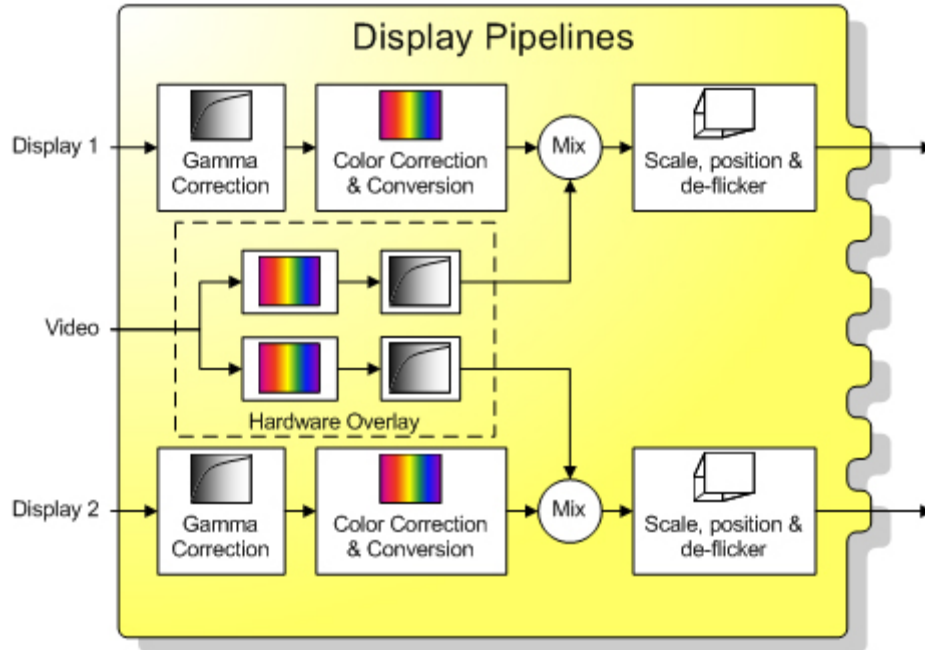 Display Pipelines
Display 1
Gamma
Correction
Color Correction
& Conversion
Mix
Scale, position &
de-flicker
Video
Hardware Overlay
Display 2
Gamma
Correction
Color Correction
& Conversion
Mix
Scale, position &
de-flicker